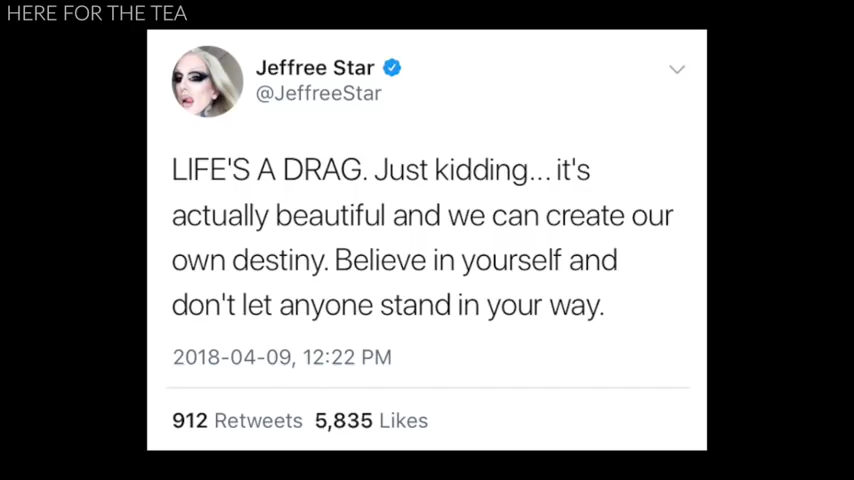 HERE FOR THE TEA
Jeffree Star
@JeffreeStar
LIFE'S A DRAG. Just kidding... it's
actually beautiful and we can create our
own destiny. Believe in yourself and
don't let anyone stand in your way.
2018-04-09, 12:22 PM
912 Retweets 5,835 Likes